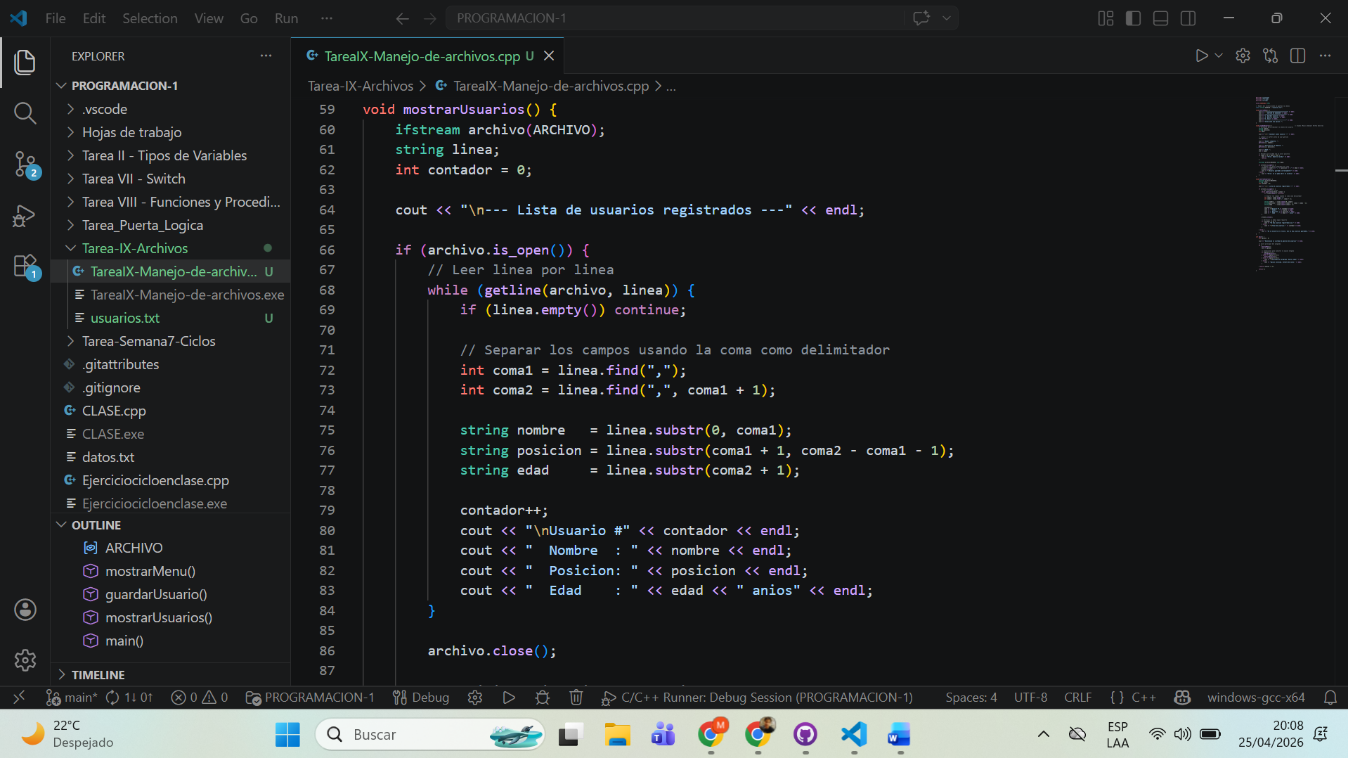 File Edit Selection View Go Run ···
PROGRAMACION-1
EXPLORER
PROGRAMACION-1
.vscode
Hojas de trabajo
Tarea II - Tipos de Variables
Tarea VII - Switch
Tarea VIII - Funciones y Procedi...
Tarea_Puerta_Logica
Tarea-IX-Archivos
TareaIX-Manejo-de-archiv... U
TareaIX-Manejo-de-archivos.exe
usuarios.txt U
Tarea-Semana7-Ciclos
.gitattributes
.gitignore
CLASE.cpp
CLASE.exe
datos.txt
Ejerciciocicloenclase.cpp
Ejerciciocicloenclase.exe
OUTLINE
ARCHIVO
mostrarMenu()
guardarUsuario()
mostrarUsuarios()
main()
TIMELINE
2
1
TareaIX-Manejo-de-archivos.cpp U
Tarea-IX-Archivos > TareaIX-Manejo-de-archivos.cpp > ...
59 void mostrarUsuarios() {
60 ifstream archivo(ARCHIVO);
61 string linea;
62 int contador = 0;
63
64 cout << "\n--- Lista de usuarios registrados ---" << endl;
65
66 if (archivo.is_open()) {
67 // Leer linea por linea
68 while (getline(archivo, linea)) {
69 if (linea.empty()) continue;
70
71 // Separar los campos usando la coma como delimitador
72 int coma1 = linea.find(",");
73 int coma2 = linea.find(",", coma1 + 1);
74
75 string nombre   = linea.substr(0, coma1);
76 string posicion = linea.substr(coma1 + 1, coma2 - coma1 - 1);
77 string edad     = linea.substr(coma2 + 1);
78
79 contador++;
80 cout << "\nUsuario #" << contador << endl;
81 cout << "  Nombre  : " << nombre << endl;
82 cout << "  Posicion: " << posicion << endl;
83 cout << "  Edad    : " << edad << " anios" << endl;
84 }
85
86 archivo.close();
87
main* 1↓ 0↑ 0 0 PROGRAMACION-1 Debug C/C++ Runner: Debug Session (PROGRAMACION-1) Spaces: 4 UTF-8 CRLF {} C++ windows-gcc-x64
22°C
Despejado
Buscar
M
ESP
LAA
20:08
25/04/2026